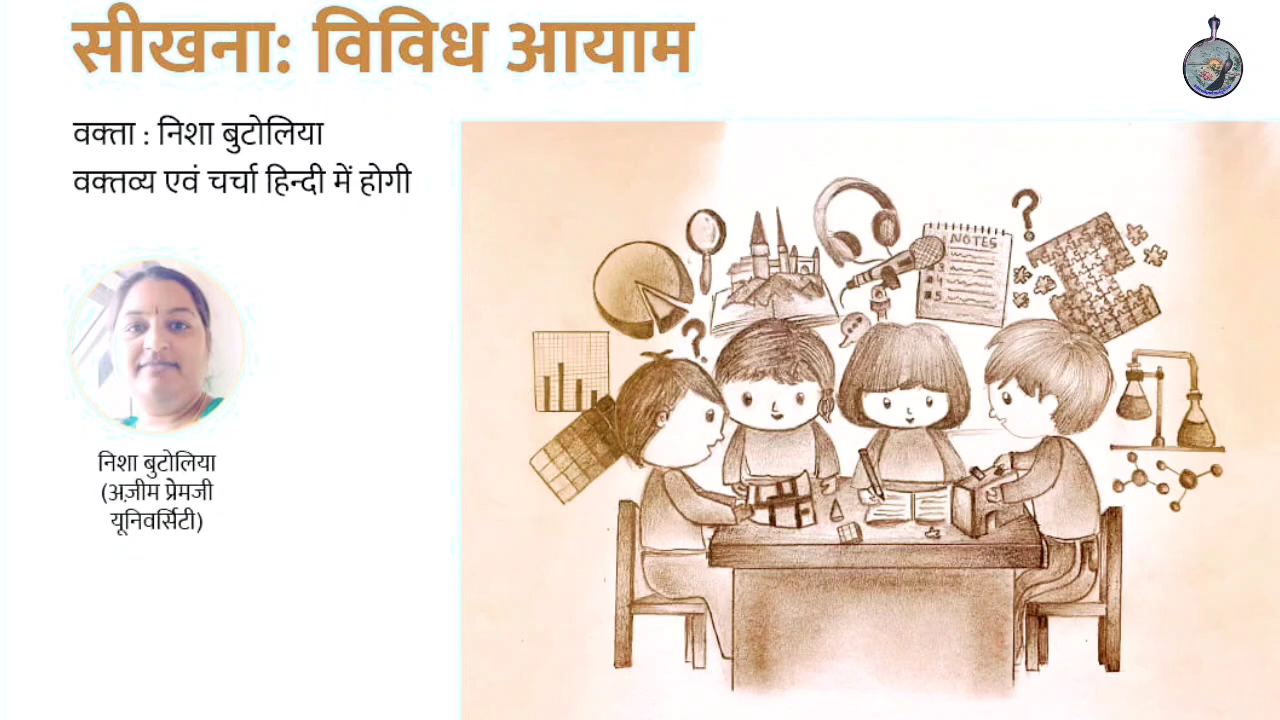 सीखना: विविध आयाम
वक्ता : निशा बुटोलिया
वक्तव्य एवं चर्चा हिन्दी में होगी
निशा बुटोलिया
(अज़ीम प्रेमजी
यूनिवर्सिटी)
NOTES